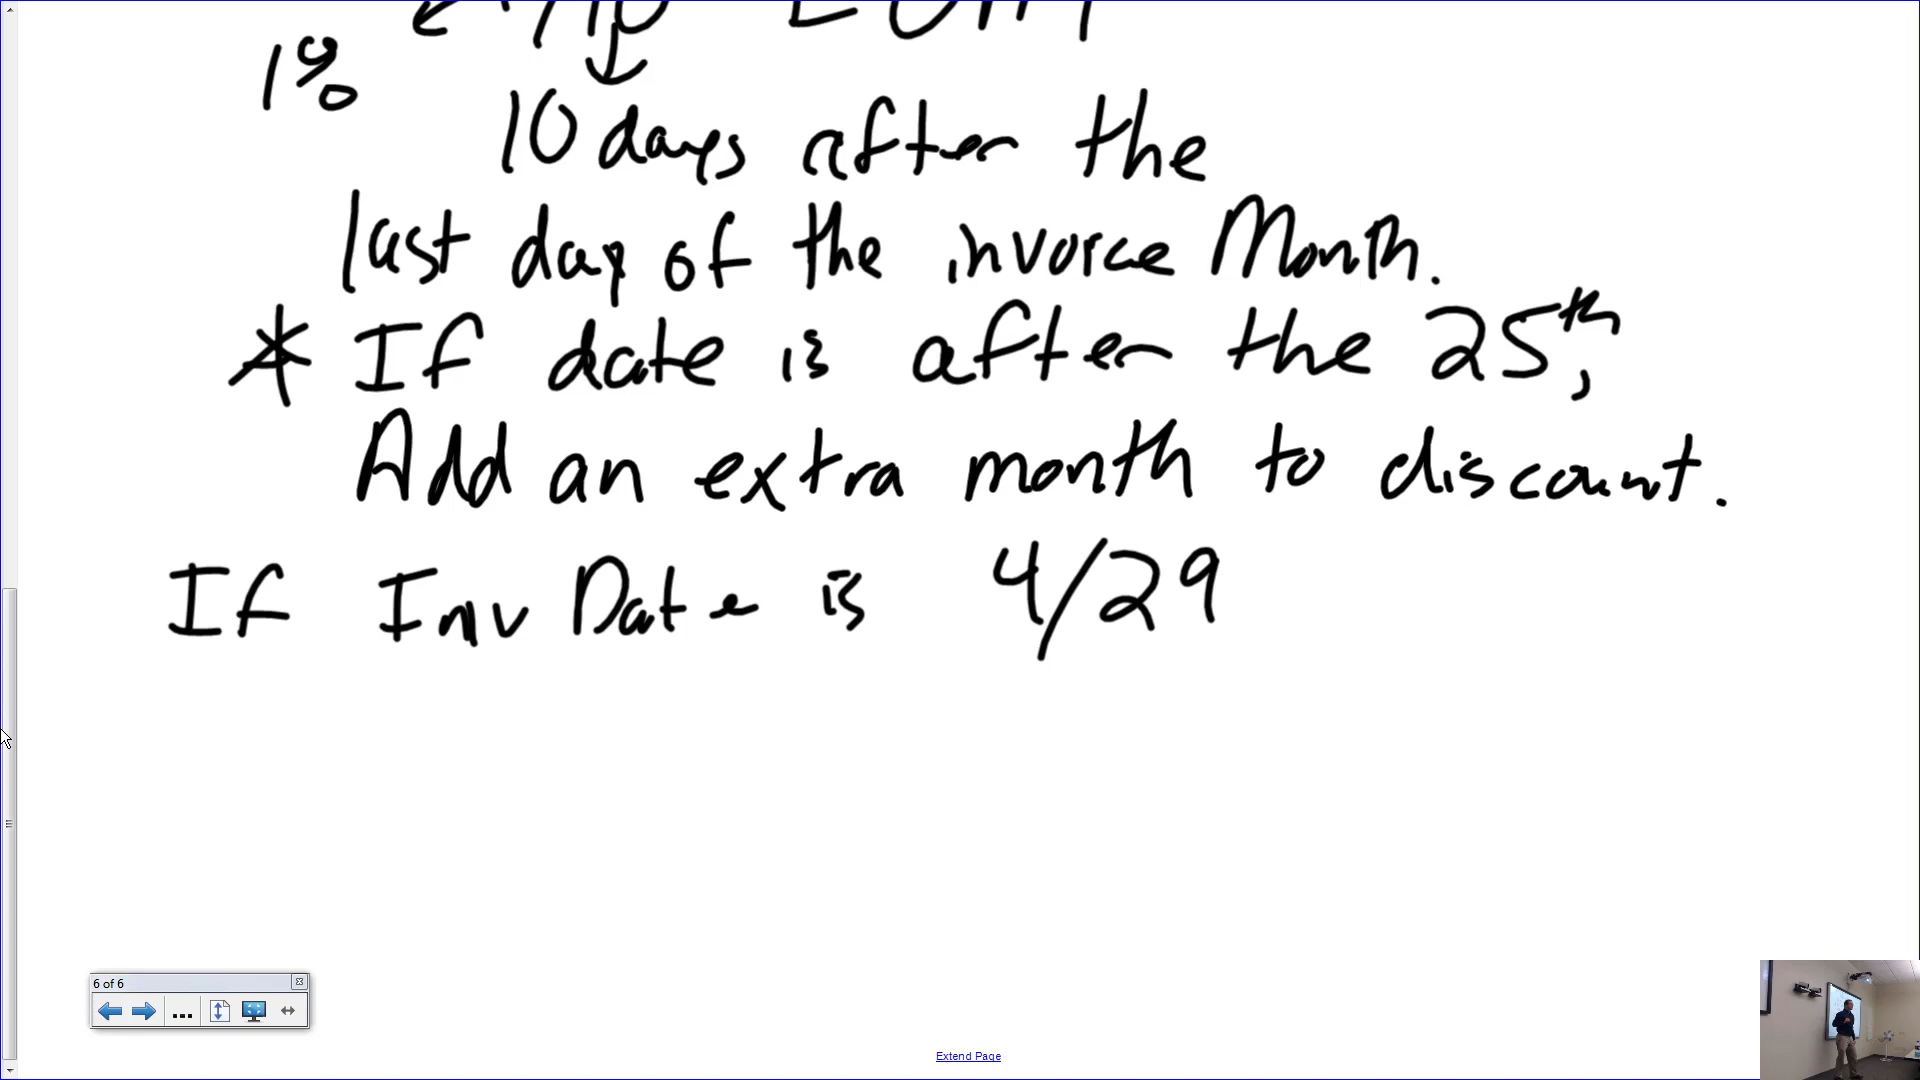 1%
10 days after the
last day of the invoice Month.
* If date is after the 25th,
Add an extra month to discount.
If Inv Date is 4/29
6 of 6
...
Extend Page